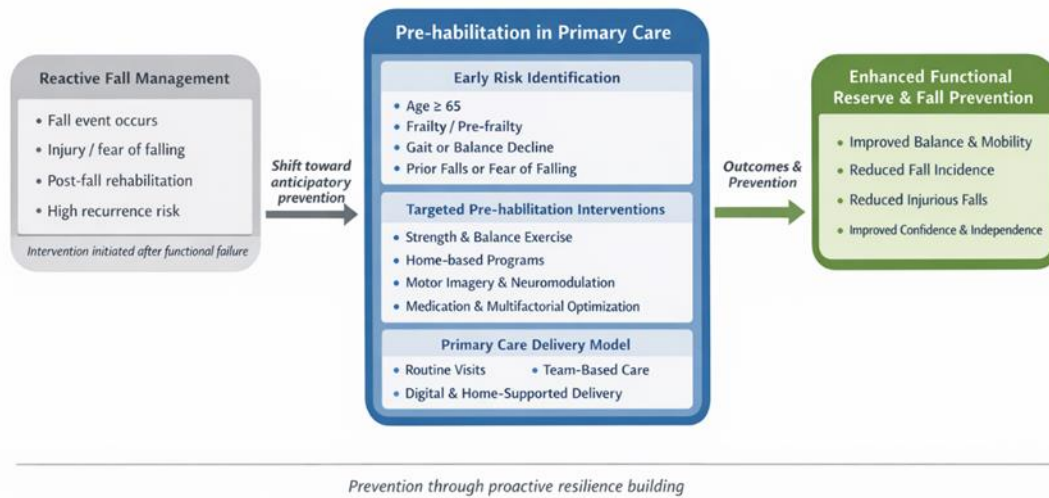 Reactive Fall Management
• Fall event occurs
• Injury / fear of falling
• Post-fall rehabilitation
• High recurrence risk
Intervention initiated after functional failure
Shift toward
anticipatory
prevention
Pre-habilitation in Primary Care
Early Risk Identification
• Age ≥ 65
• Frailty / Pre-frailty
• Gait or Balance Decline
• Prior Falls or Fear of Falling
Targeted Pre-habilitation Interventions
• Strength & Balance Exercise
• Home-based Programs
• Motor Imagery & Neuromodulation
• Medication & Multifactorial Optimization
Primary Care Delivery Model
• Routine Visits • Team-Based Care
• Digital & Home-Supported Delivery
Outcomes &
Prevention
Enhanced Functional
Reserve & Fall Prevention
• Improved Balance & Mobility
• Reduced Fall Incidence
• Reduced Injurious Falls
• Improved Confidence & Independence
Prevention through proactive resilience building